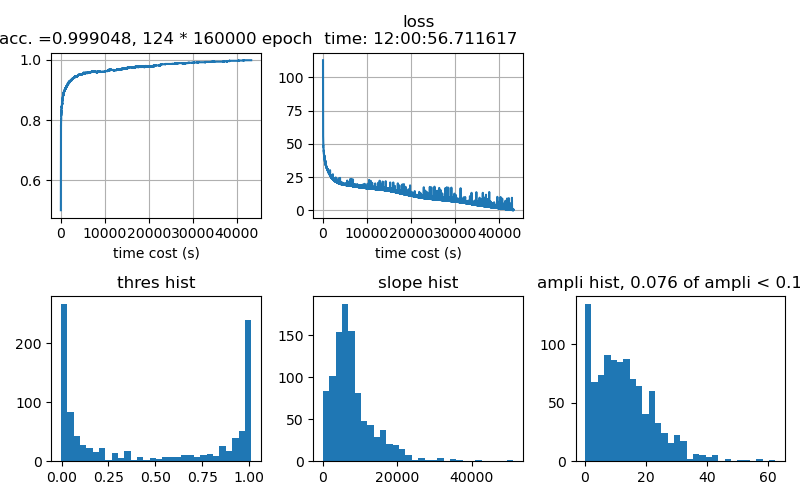 loss
acc. =0.999048, 124 * 160000 epoch time: 12:00:56.711617
1.0
0.8
0.6
0 10000 20000 30000 40000
time cost (s)
100
75
50
25
0
0 10000 20000 30000 40000
time cost (s)
thres hist
200
100
0
0.00 0.25 0.50 0.75 1.00
slope hist
150
100
50
0
0 20000 40000
ampli hist, 0.076 of ampli < 0.1
100
50
0
0 20 40 60